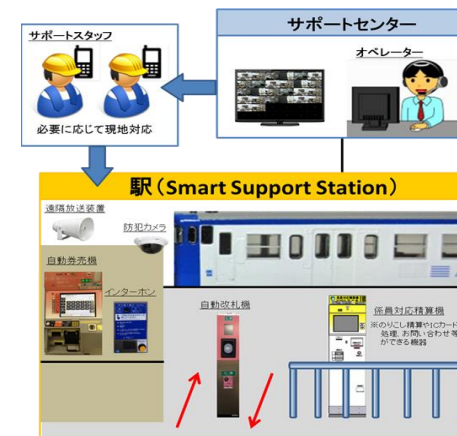 サポートセンター
サポートスタッフ
オペレーター
必要に応じて現地対応
駅（Smart Support Station）
遠隔放送装置
防犯カメラ
自動券売機
インターホン
自動改札機
係員対応精算機
※のりこし精算やICカード
処理、お問い合わせ等
ができる機器